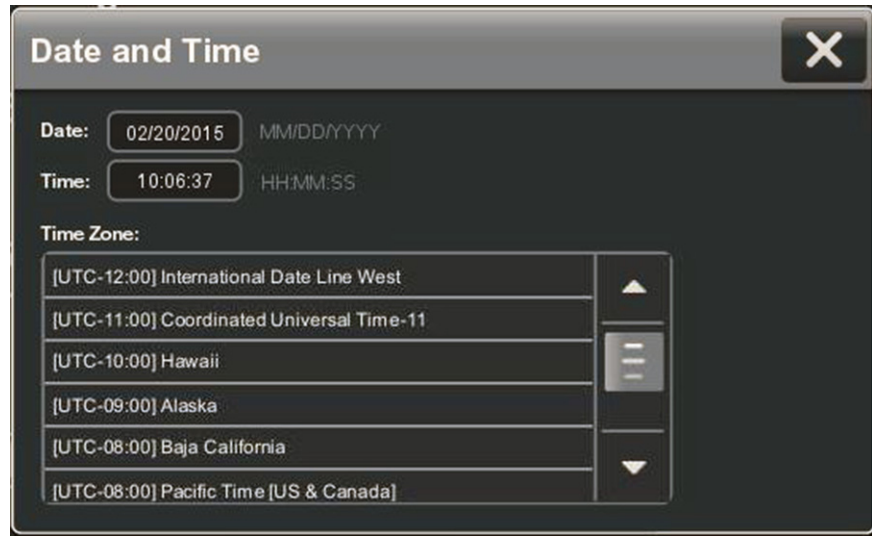 Date and Time
Date: 02/20/2015 MM/DD/YYYY
Time: 10:06:37 HH:MM:SS
Time Zone:
[UTC-12:00] International Date Line West
[UTC-11:00] Coordinated Universal Time-11
[UTC-10:00] Hawaii
[UTC-09:00] Alaska
[UTC-08:00] Baja California
[UTC-08:00] Pacific Time [US & Canada]